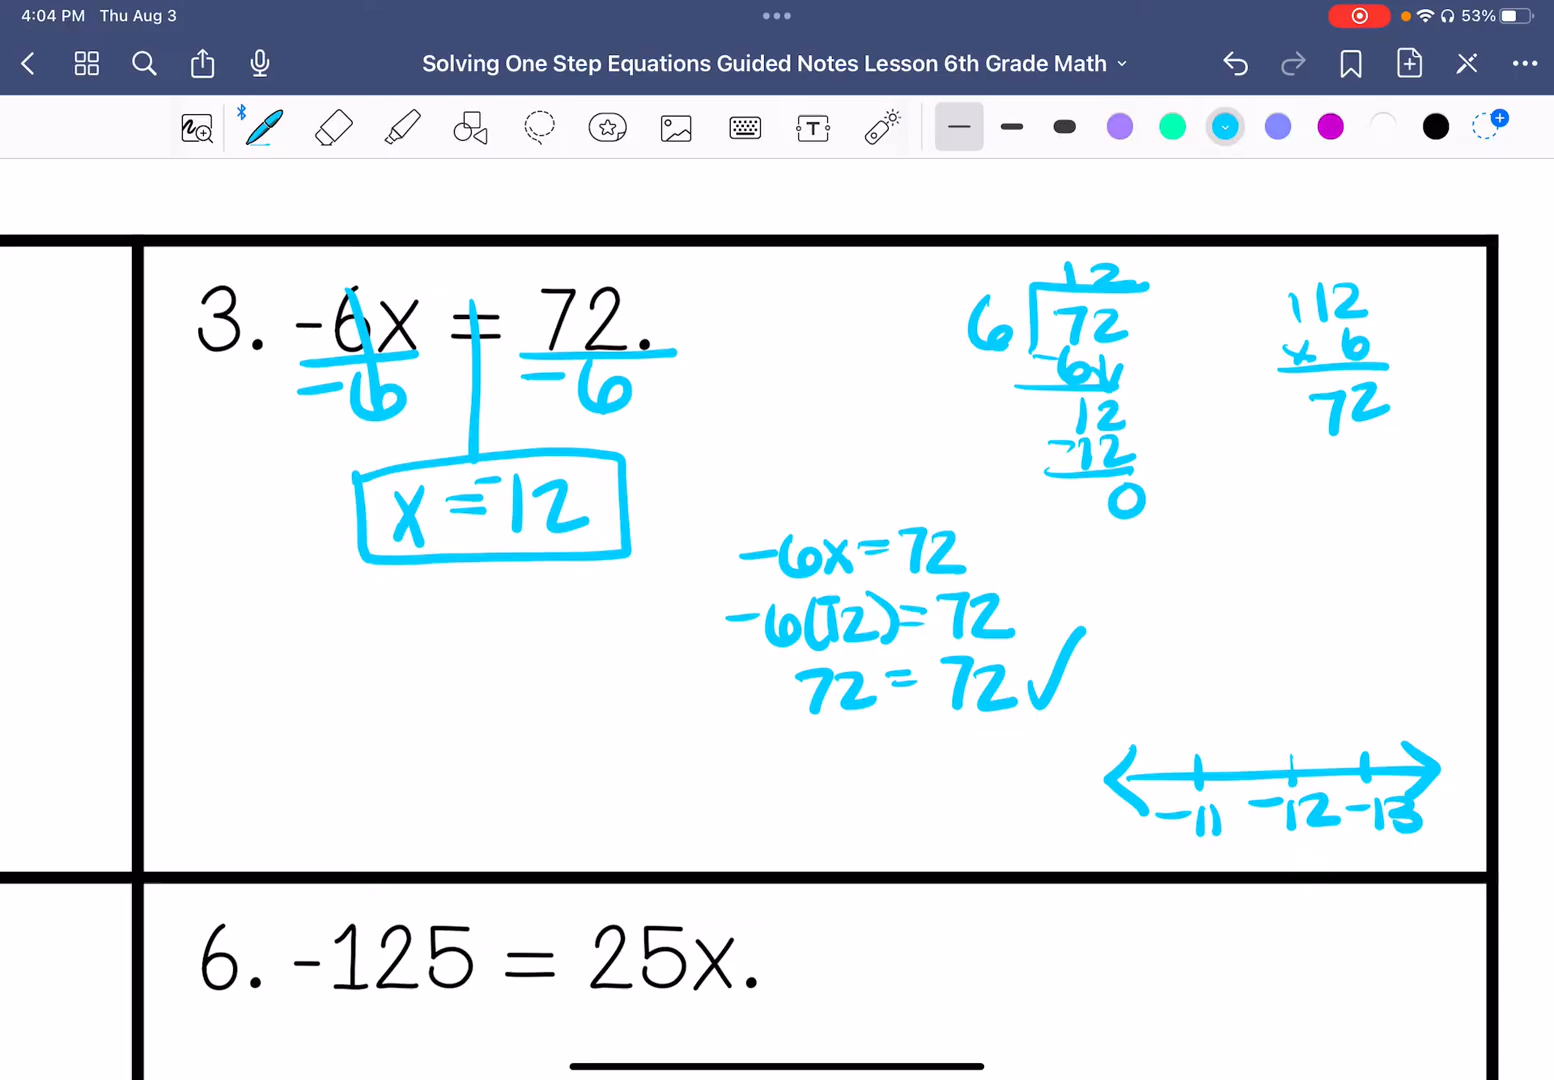 4:04 PM Thu Aug 3
53%
Solving One Step Equations Guided Notes Lesson 6th Grade Math
T
3. -6x = 72.
-6 -6
x = -12
12
6 72
-6
12
-12
0
112
x 6
72
-6x = 72
-6(-12) = 72
72 = 72 ✓
-11 -12 -13
6. -125 = 25x.